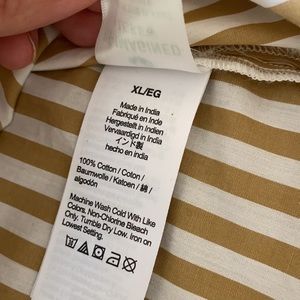 REIMAGINED
XL/EG
Made in India
Fabriqué en Inde
Hergestellt in Indien
Vervaardigd in India
インド製
hecho en India
100% Cotton / Coton /
Baumwolle / Katoen / 綿 /
algodón
Machine Wash Cold With Like
Colors. Non-Chlorine Bleach
Only. Tumble Dry Low. Iron on
Lowest Setting.